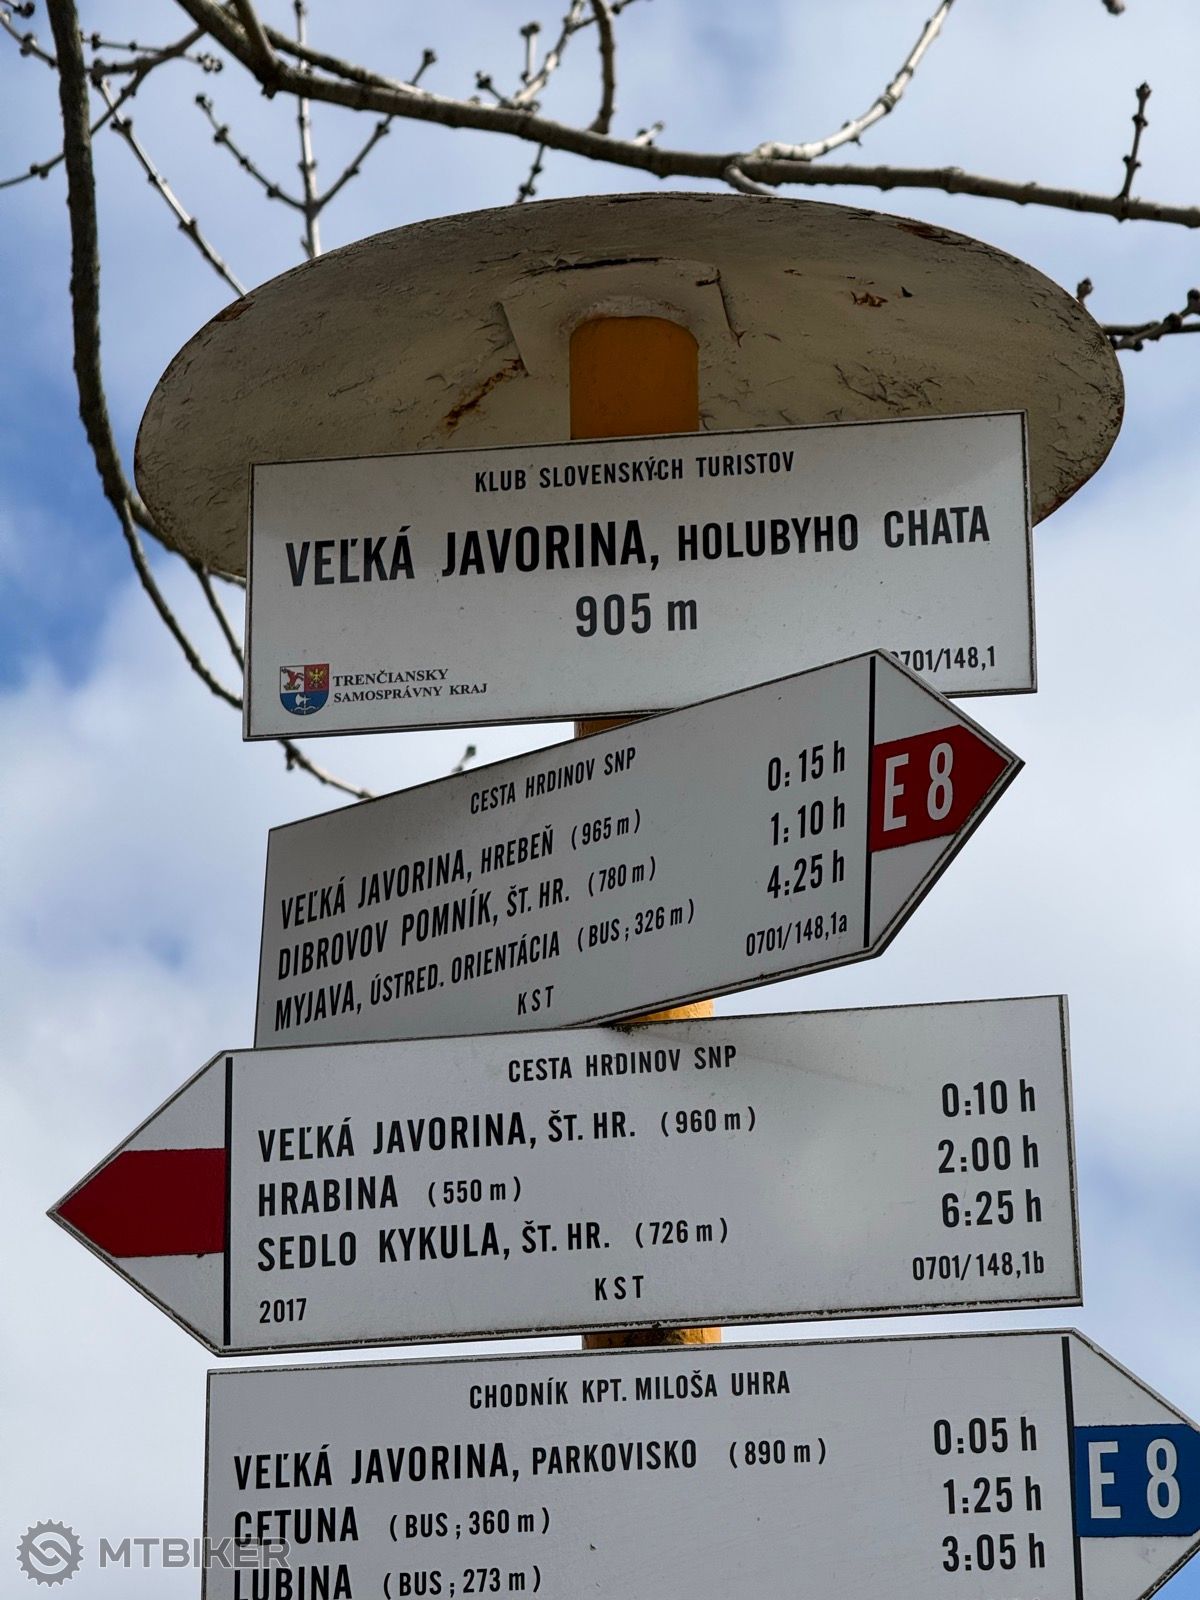 KLUB SLOVENSKÝCH TURISTOV
VEĽKÁ JAVORINA, HOLUBYHO CHATA
905 m
TRENČIANSKY
SAMOSPRÁVNY KRAJ
0701/148,1
CESTA HRDINOV SNP
VEĽKÁ JAVORINA, HREBEŇ (965 m) 0:15 h
DIBROVOV POMNÍK, ŠT. HR. (780 m) 1:10 h
MYJAVA, ÚSTRED. ORIENTÁCIA (BUS; 326 m) 4:25 h
KST 0701/148,1a
E 8
CESTA HRDINOV SNP
VEĽKÁ JAVORINA, ŠT. HR. (960 m) 0:10 h
HRABINA (550 m) 2:00 h
SEDLO KYKULA, ŠT. HR. (726 m) 6:25 h
2017 KST 0701/148,1b
CHODNÍK KPT. MILOŠA UHRA
VEĽKÁ JAVORINA, PARKOVISKO (890 m) 0:05 h
CETUNA (BUS; 360 m) 1:25 h
LUBINA (BUS; 273 m) 3:05 h
E 8
MTBIKER